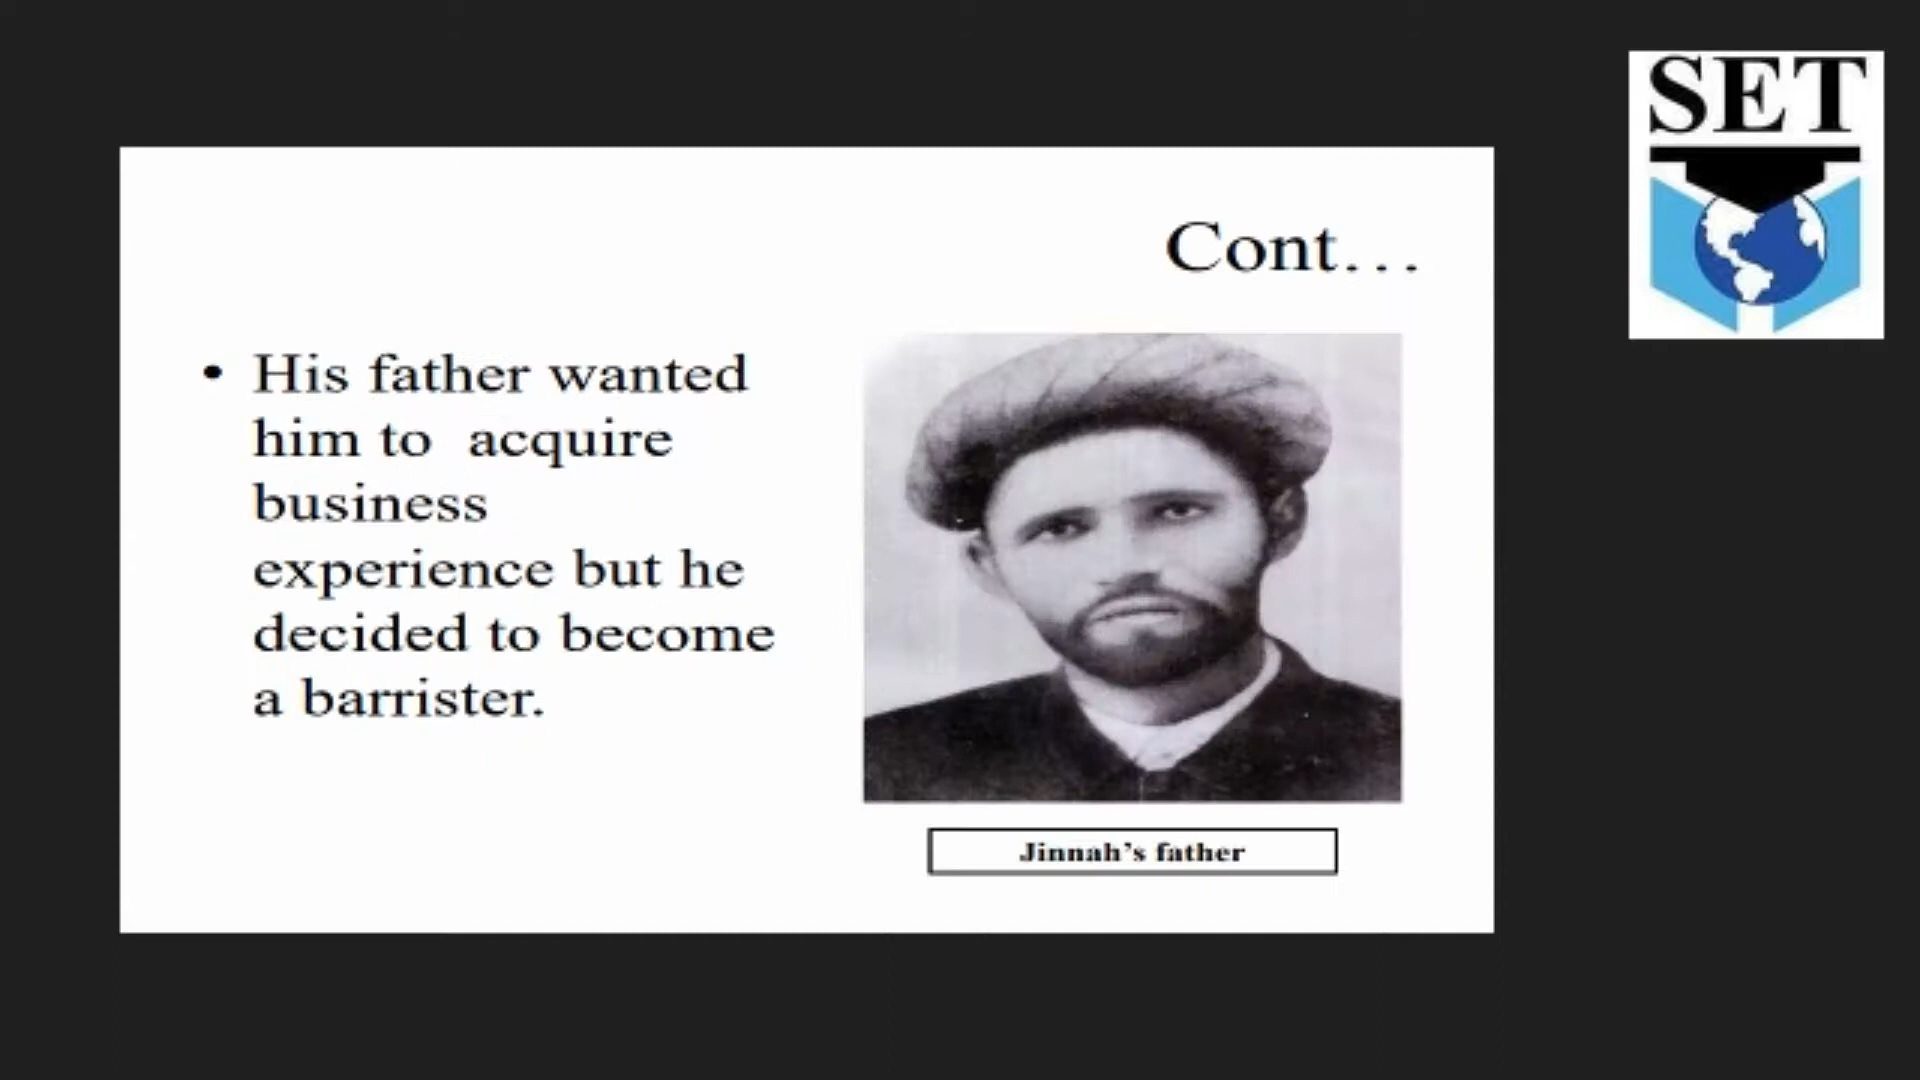 SET
Cont...
• His father wanted
him to acquire
business
experience but he
decided to become
a barrister.
Jinnah’s father